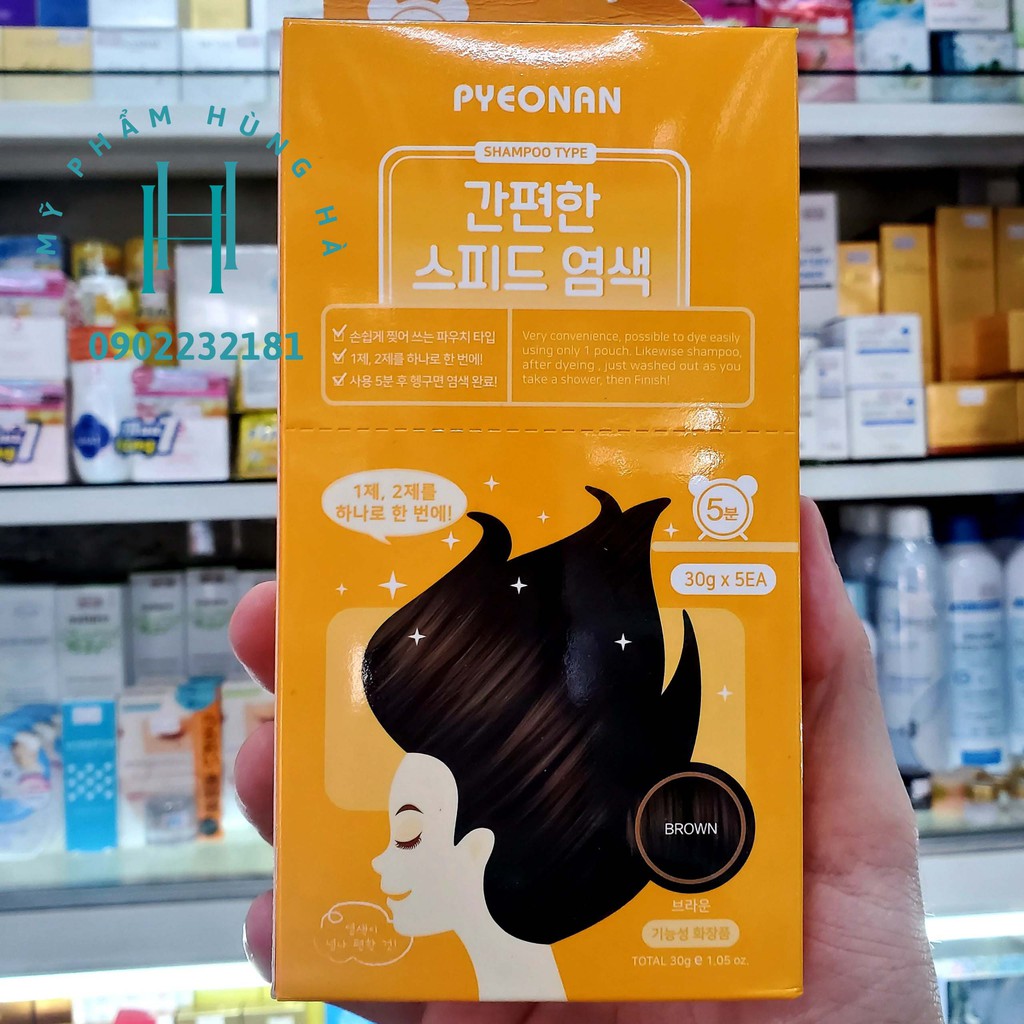 MỸ PHẨM HÙNG HÀ
0902232181
PYEONAN
SHAMPOO TYPE
간편한
스피드 염색
손쉽게 찢어 쓰는 파우치 타입
1제, 2제를 하나로 한 번에!
사용 5분 후 헹구면 염색 완료!
Very convenience, possible to dye easily
using only 1 pouch. Likewise shampoo,
after dyeing , just washed out as you
take a shower, then Finish!
1제, 2제를
하나로 한 번에!
5분
30g x 5EA
BROWN
브라운
기능성 화장품
TOTAL 30g ℮ 1.05 oz.
염색이